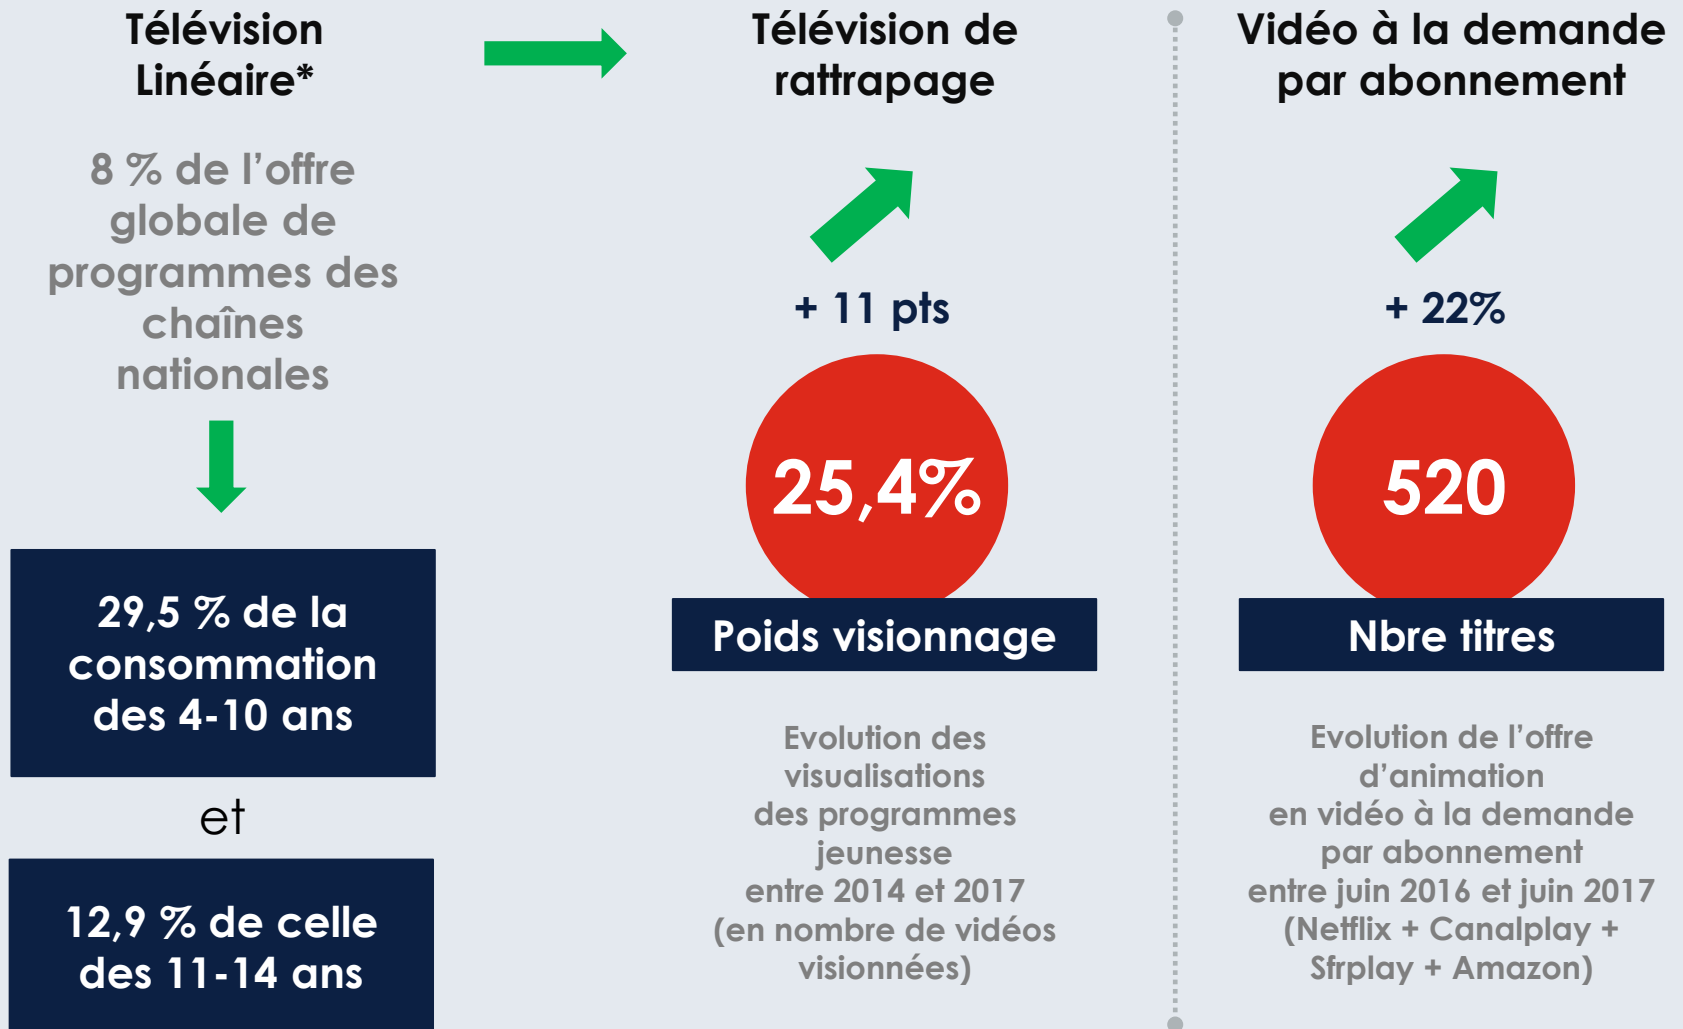 Télévision
Linéaire*
8 % de l’offre
globale de
programmes des
chaînes
nationales
29,5 % de la
consommation
des 4-10 ans
et
12,9 % de celle
des 11-14 ans
Télévision de
rattrapage
+ 11 pts
25,4%
Poids visionnage
Evolution des
visualisations
des programmes
jeunesse
entre 2014 et 2017
(en nombre de vidéos
visionnées)
Vidéo à la demande
par abonnement
+ 22%
520
Nbre titres
Evolution de l’offre
d’animation
en vidéo à la demande
par abonnement
entre juin 2016 et juin 2017
(Netflix + Canalplay +
Sfrplay + Amazon)